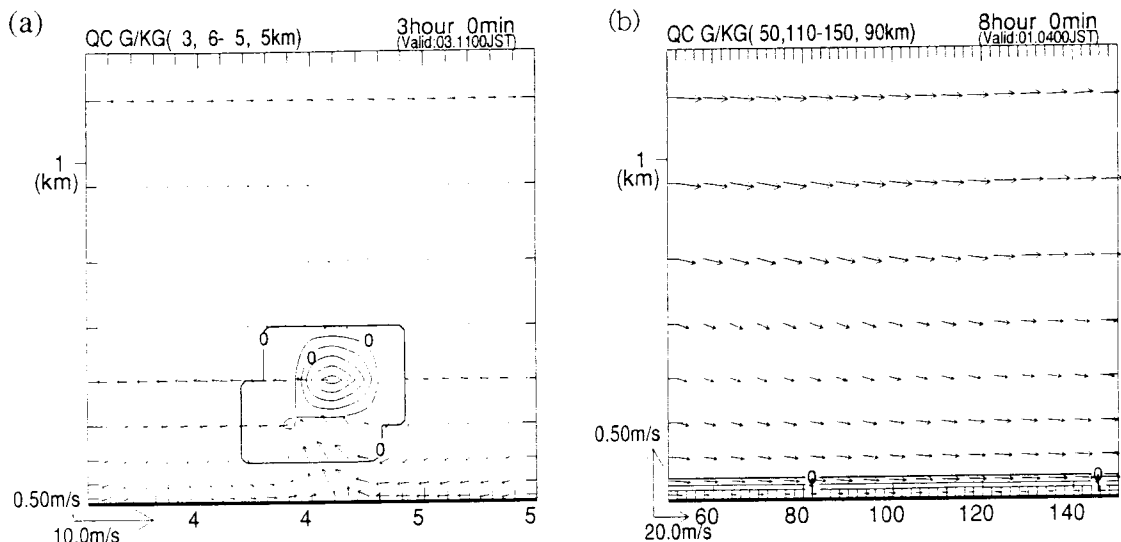 (a)
QC G/KG( 3, 6- 5, 5km)
3hour 0min
(Valid:03.1100JST)
1
(km)
0
0
0
0
0.50m/s
10.0m/s
4
4
5
5
(b)
QC G/KG( 50,110-150, 90km)
8hour 0min
(Valid:01.0400JST)
1
(km)
0.50m/s
0
0
20.0m/s
60
80
100
120
140